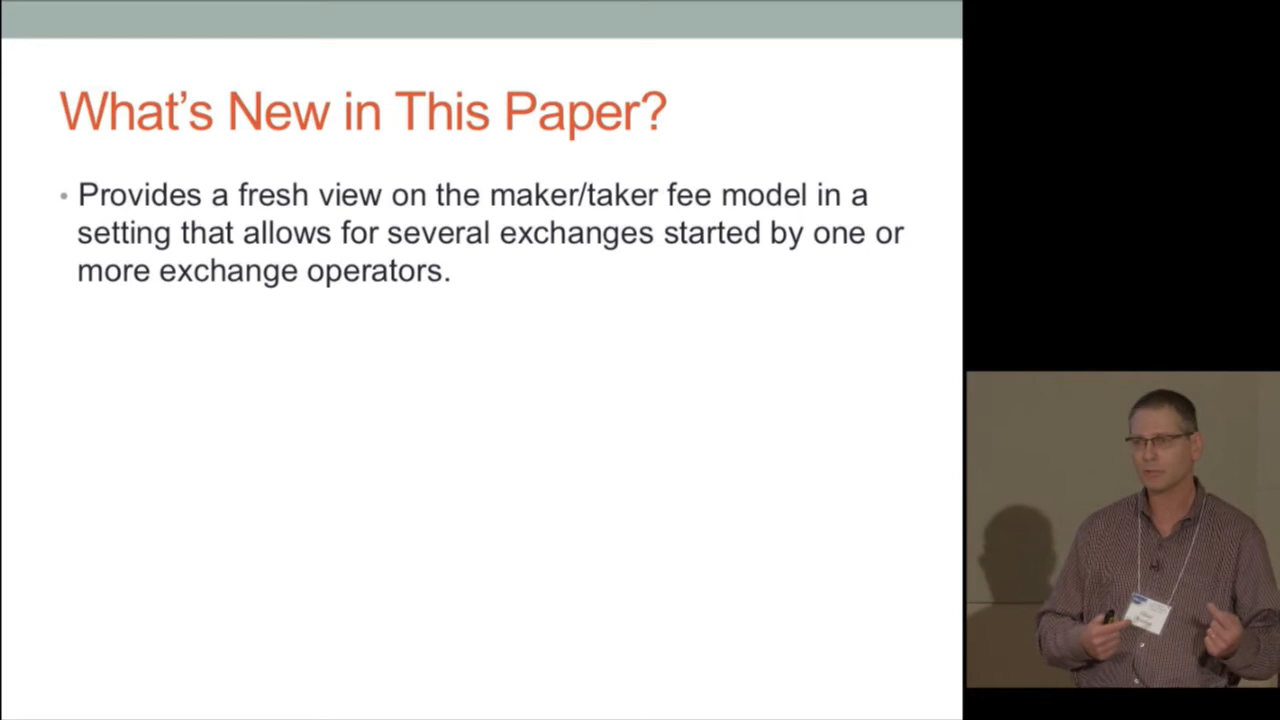 What's New in This Paper?
• Provides a fresh view on the maker/taker fee model in a
setting that allows for several exchanges started by one or
more exchange operators.